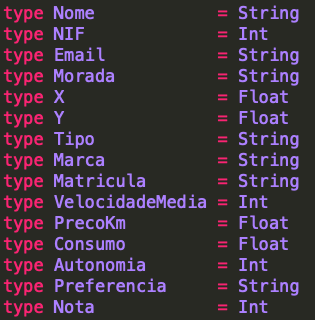 type Nome            = String
type NIF             = Int
type Email           = String
type Morada          = String
type X               = Float
type Y               = Float
type Tipo            = String
type Marca           = String
type Matricula       = String
type VelocidadeMedia = Int
type PrecoKm         = Float
type Consumo         = Float
type Autonomia       = Int
type Preferencia     = String
type Nota            = Int